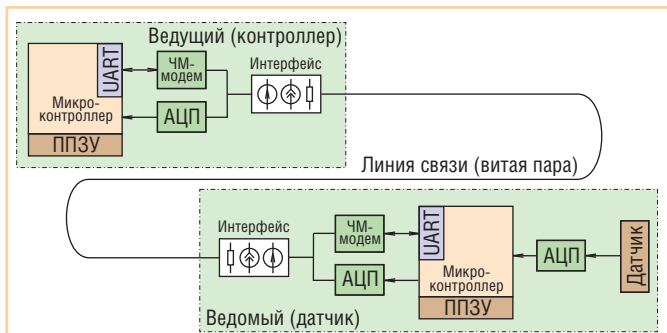 Ведущий (контроллер)
UART
ЧМ-
модем
Интерфейс
Микро-
контроллер
АЦП
ППЗУ
Линия связи (витая пара)
Интерфейс
ЧМ-
модем
UART
АЦП
Датчик
АЦП
Микро-
контроллер
ППЗУ
Ведомый (датчик)